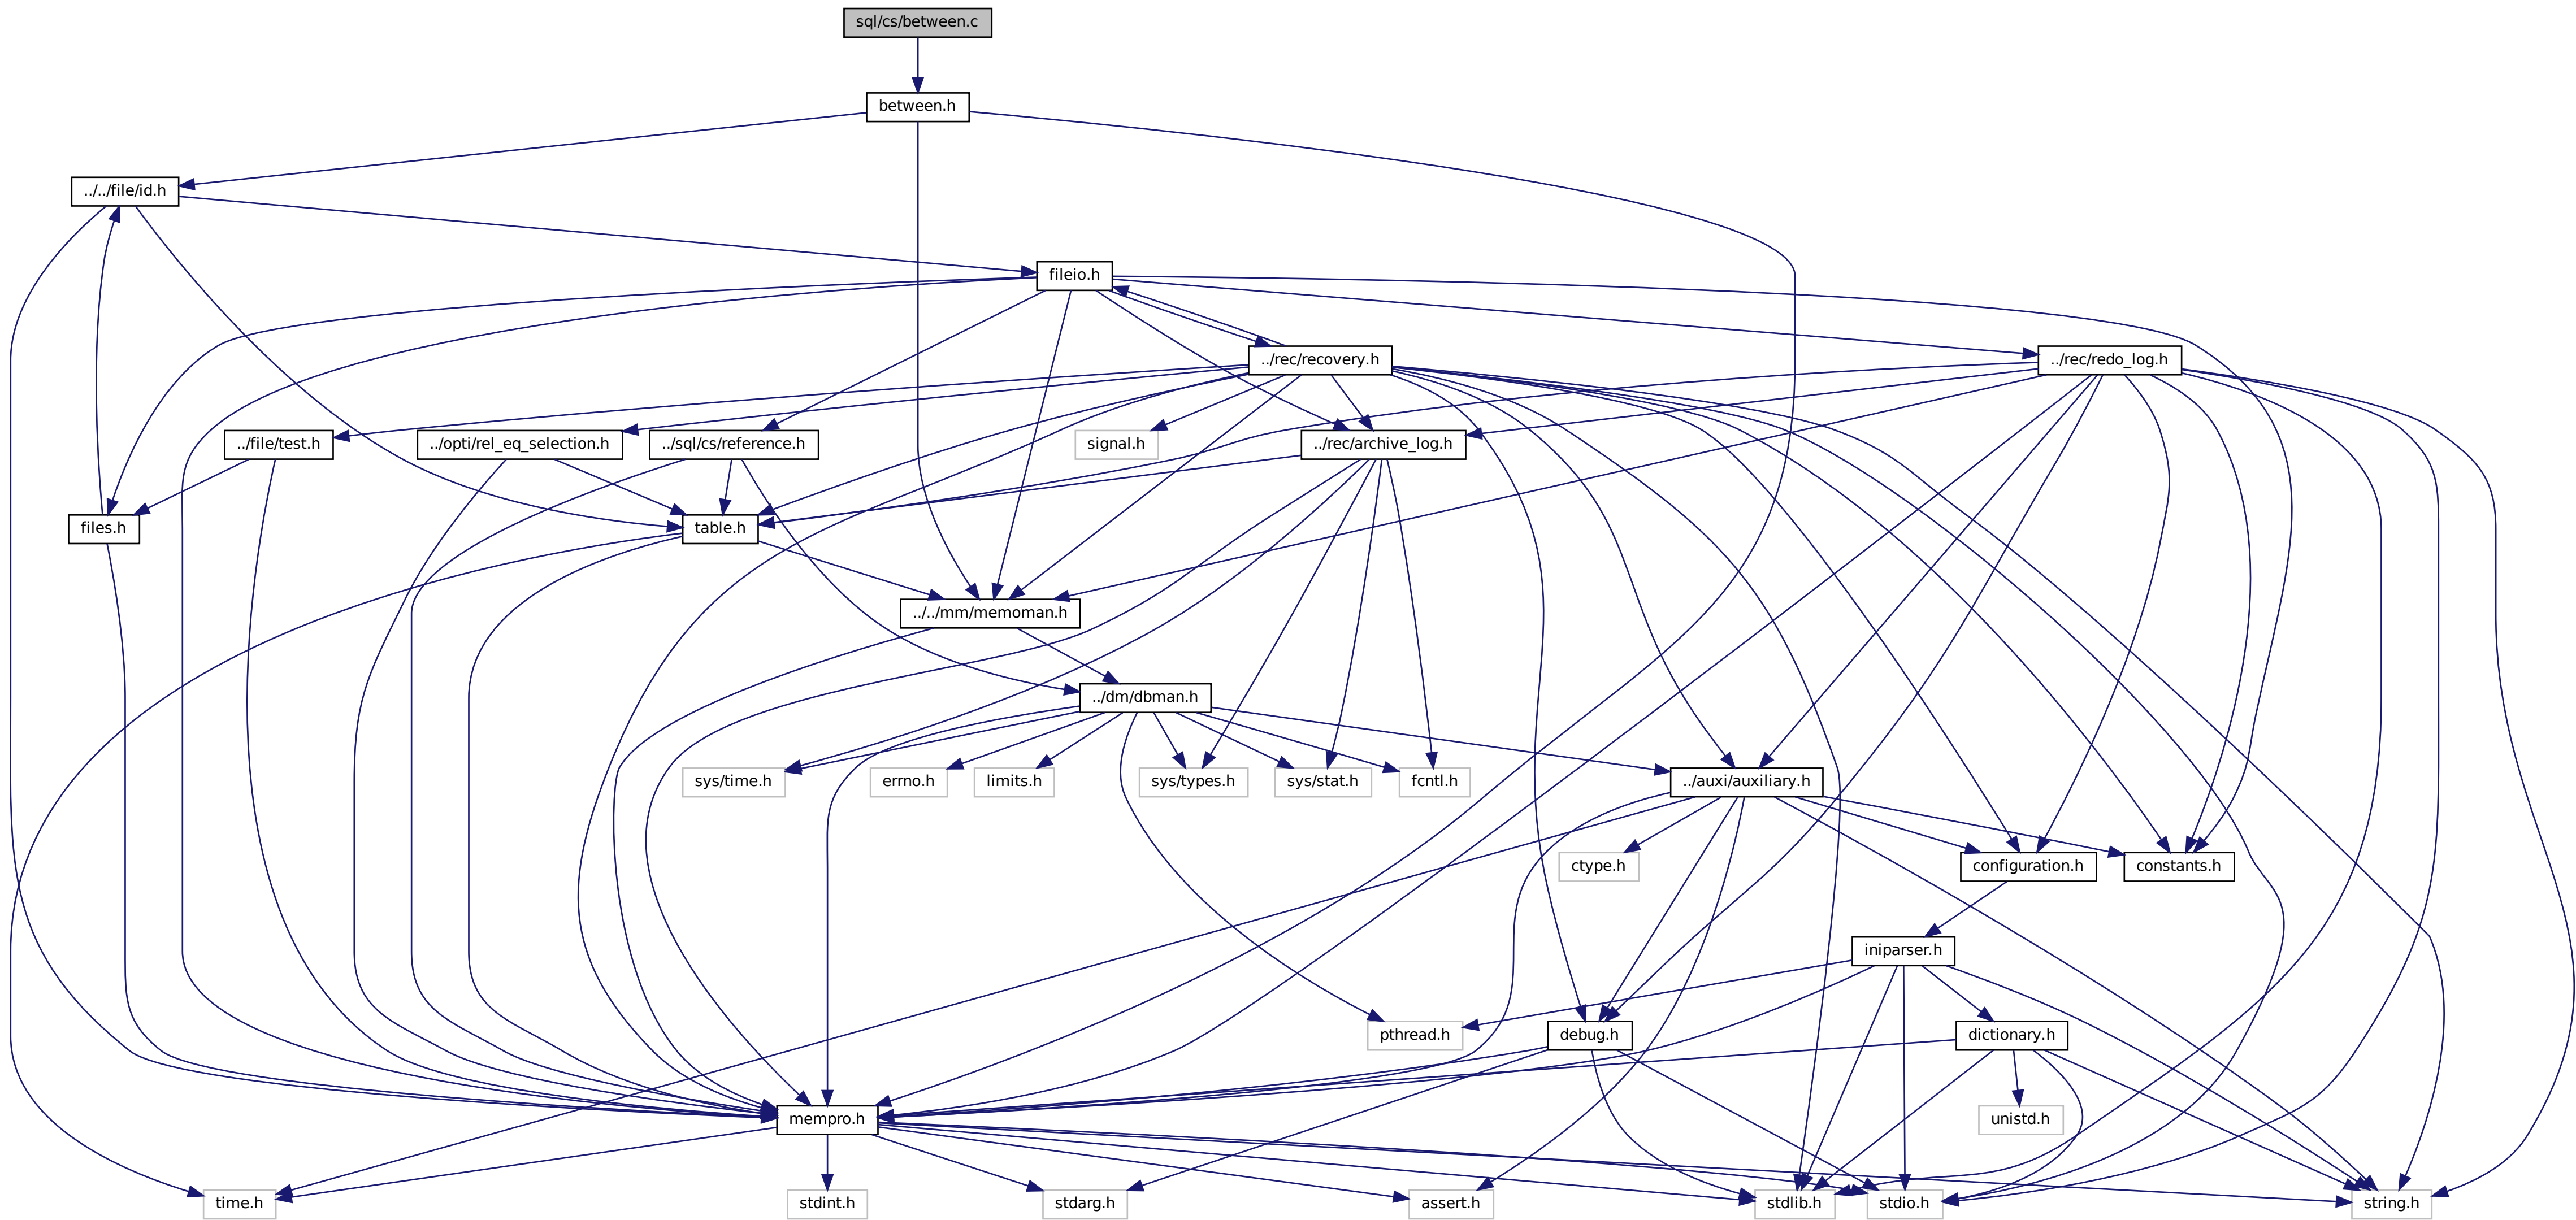 sql/cs/between.c
between.h
../../file/id.h
fileio.h
../rec/recovery.h
../rec/redo_log.h
../file/test.h
../opti/rel_eq_selection.h
../sql/cs/reference.h
signal.h
../rec/archive_log.h
files.h
table.h
../../mm/memoman.h
../dm/dbman.h
sys/time.h
errno.h
limits.h
sys/types.h
sys/stat.h
fcntl.h
../auxi/auxiliary.h
ctype.h
configuration.h
constants.h
iniparser.h
pthread.h
debug.h
dictionary.h
mempro.h
unistd.h
time.h
stdint.h
stdarg.h
assert.h
stdlib.h
stdio.h
string.h